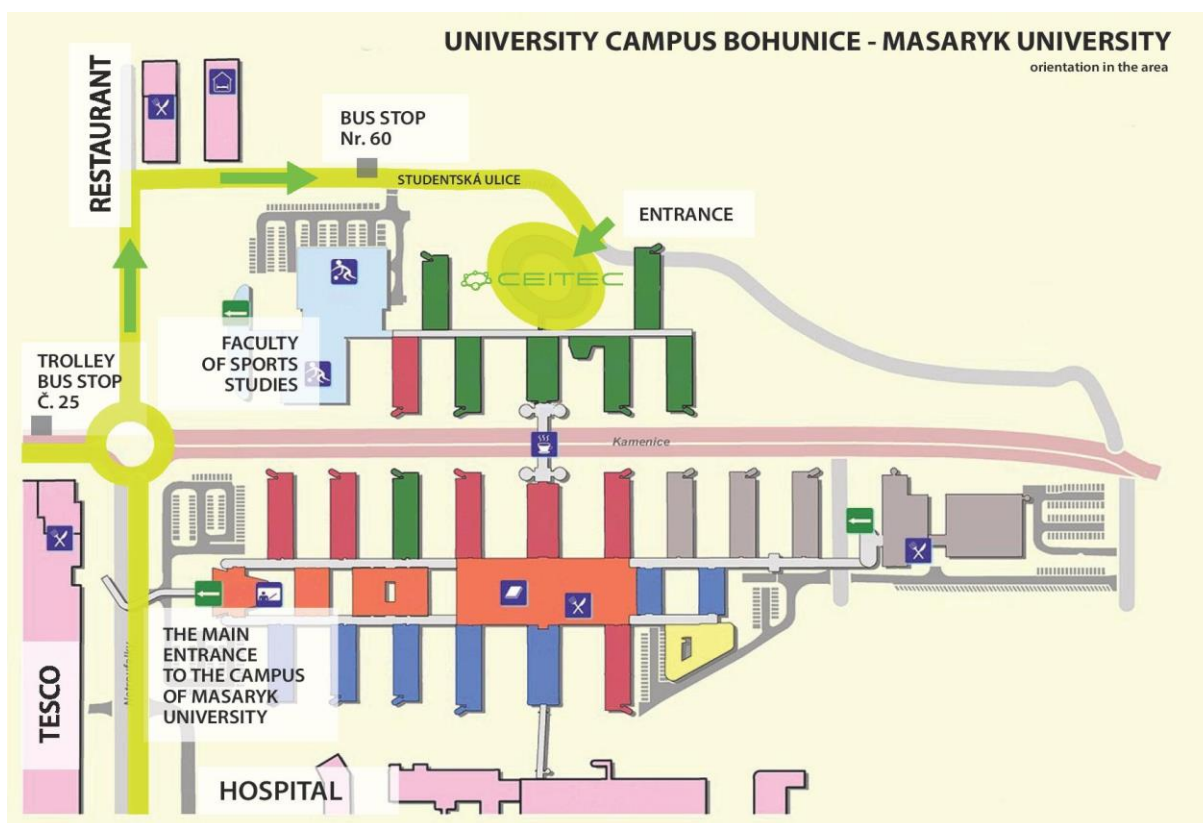 UNIVERSITY CAMPUS BOHUNICE - MASARYK UNIVERSITY
orientation in the area
RESTAURANT
BUS STOP
Nr. 60
STUDENTSKÁ ULICE
ENTRANCE
CEITEC
FACULTY
OF SPORTS
STUDIES
TROLLEY
BUS STOP
Č. 25
Kamenice
THE MAIN
ENTRANCE
TO THE CAMPUS
OF MASARYK
UNIVERSITY
TESCO
HOSPITAL